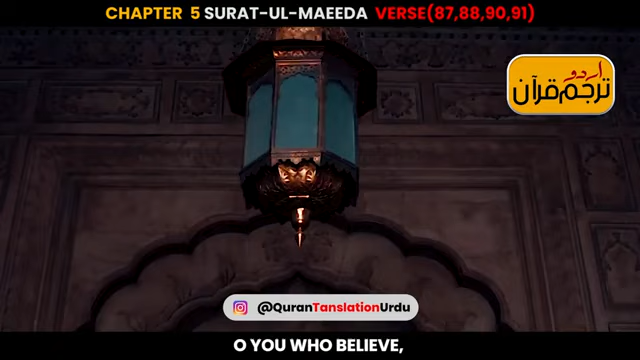 CHAPTER 5 SURAT-UL-MAEEDA VERSE(87,88,90,91)
اردو
ترجم قرآن
@QuranTanslationUrdu
O YOU WHO BELIEVE,